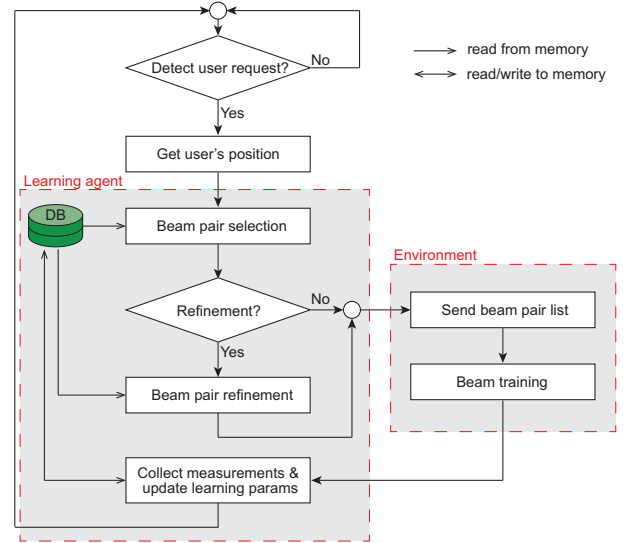 Detect user request?
No
read from memory
read/write to memory
Yes
Get user's position
Learning agent
DB
Beam pair selection
Environment
Refinement?
No
Send beam pair list
Yes
Beam pair refinement
Beam training
Collect measurements &
update learning params